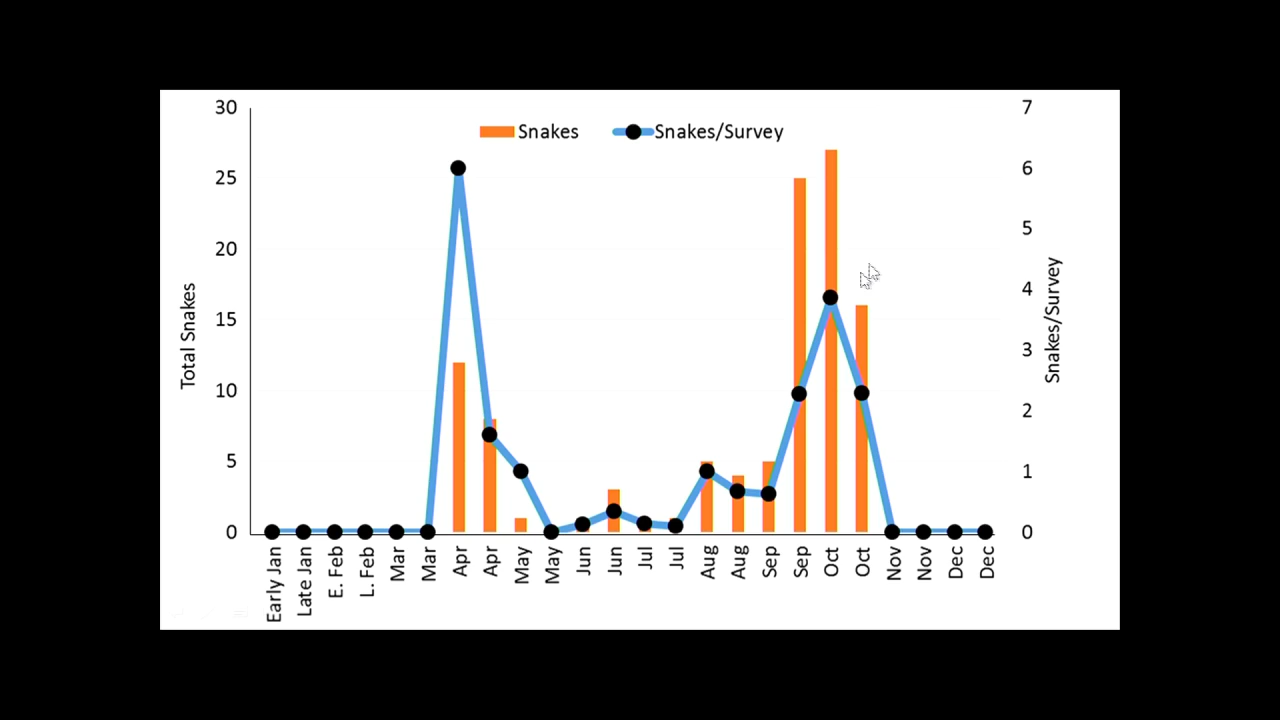 Snakes
Snakes/Survey
Total Snakes
30
25
20
15
10
5
0
7
6
5
4
3
2
1
0
Snakes/Survey
Early Jan
Late Jan
E. Feb
L. Feb
Mar
Mar
Apr
Apr
May
May
Jun
Jun
Jul
Jul
Aug
Aug
Sep
Sep
Oct
Oct
Nov
Nov
Dec
Dec